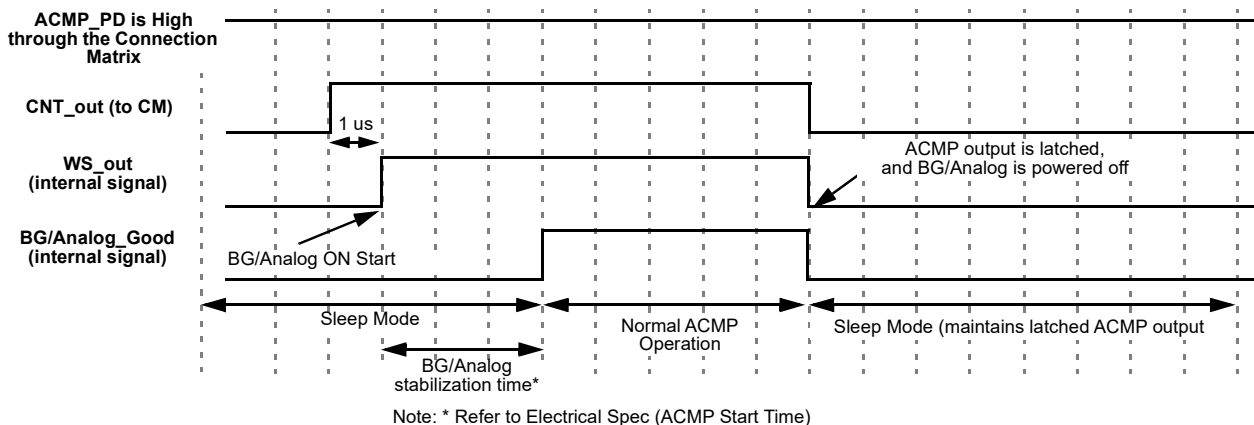 ACMP_PD is High
through the Connection
Matrix
CNT_out (to CM)
1 us
WS_out
(internal signal)
ACMP output is latched,
and BG/Analog is powered off
BG/Analog_Good
(internal signal)
BG/Analog ON Start
Sleep Mode
Normal ACMP
Operation
Sleep Mode (maintains latched ACMP output
BG/Analog
stabilization time*
Note: * Refer to Electrical Spec (ACMP Start Time)